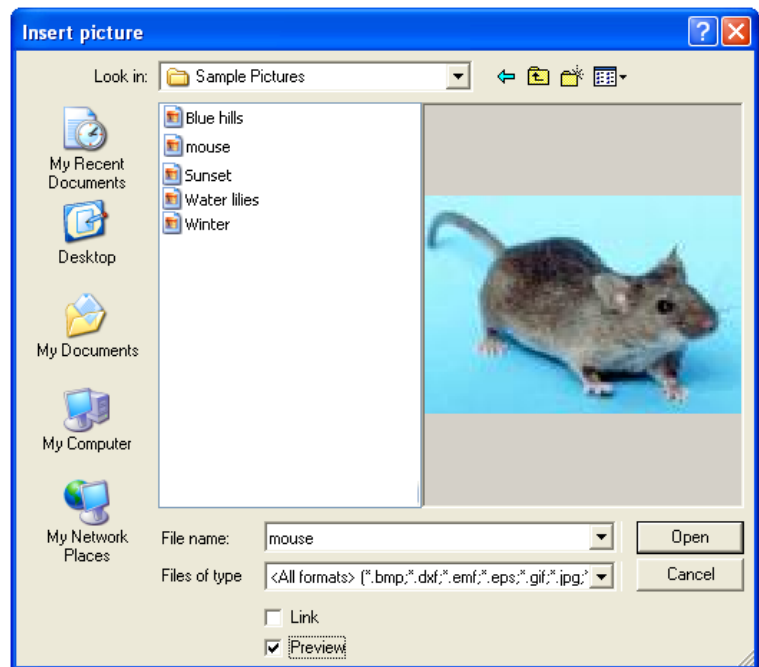 Insert picture
Look in: Sample Pictures
My Recent
Documents
Desktop
My Documents
My Computer
My Network
Places
Blue hills
mouse
Sunset
Water lilies
Winter
File name: mouse
Open
Files of type <All formats> (*.bmp;*.dxf;*.emf;*.eps;*.gif;*.jpg;*
Cancel
Link
Preview